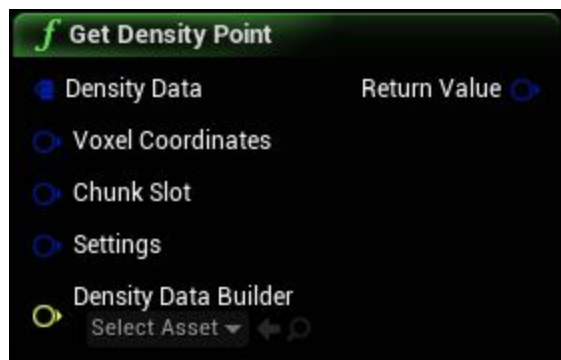 f Get Density Point
Density Data
Return Value
Voxel Coordinates
Chunk Slot
Settings
Density Data Builder
Select Asset